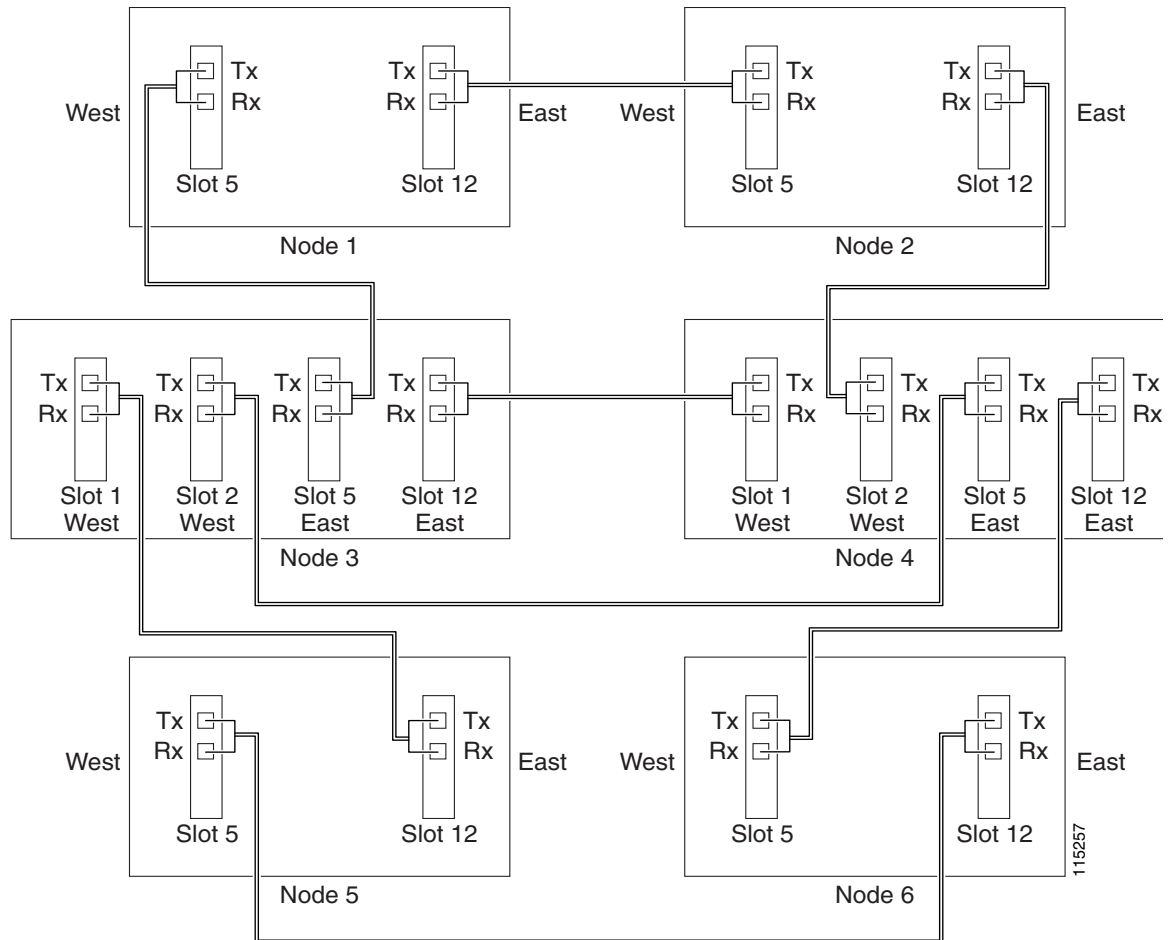 Tx Tx Tx Tx
West Rx Rx East West Rx Rx East
Slot 5 Slot 12 Slot 5 Slot 12
Node 1 Node 2
Tx Tx Tx Tx Tx Tx Tx Tx
Rx Rx Rx Rx Rx Rx Rx Rx
Slot 1 Slot 2 Slot 5 Slot 12 Slot 1 Slot 2 Slot 5 Slot 12
West West East East West West East East
Node 3 Node 4
Tx Tx Tx Tx
West Rx Rx East West Rx Rx East
Slot 5 Slot 12 Slot 5 Slot 12
115257
Node 5 Node 6